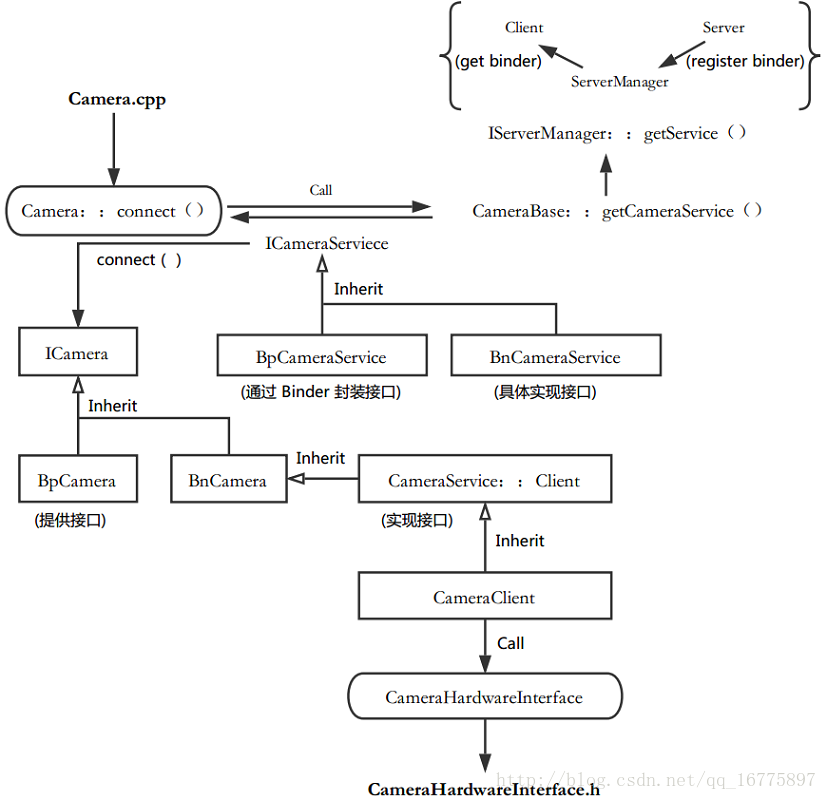 Client
Server
(get binder)
(register binder)
ServerManager
Camera.cpp
IServerManager：：getService（）
Call
Camera：：connect（）
CameraBase：：getCameraService（）
ICameraServiece
connect ( )
Inherit
ICamera
BpCameraService
BnCameraService
(通过 Binder 封装接口)
(具体实现接口)
Inherit
Inherit
BpCamera
BnCamera
CameraService：：Client
(提供接口)
(实现接口)
Inherit
CameraClient
Call
CameraHardwareInterface
http://blog.csdn.net/qq_16775897
CameraHardwareInterface.h